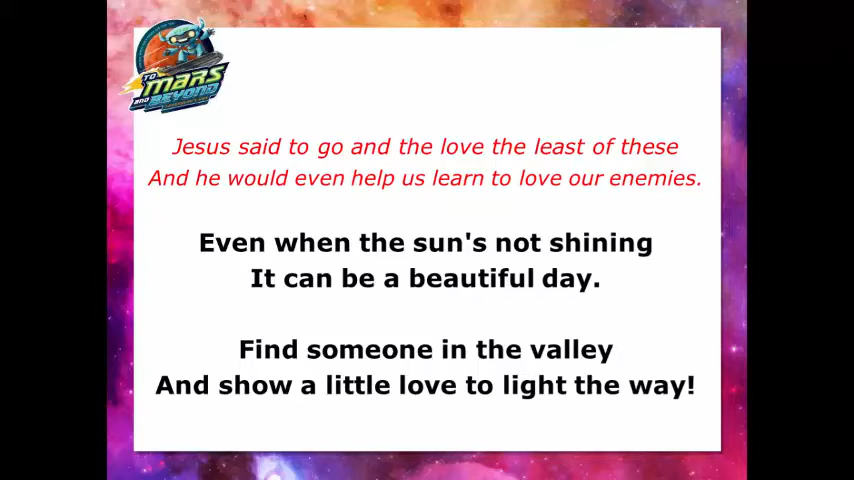 TO
MARS
AND BEYOND
Jesus said to go and the love the least of these
And he would even help us learn to love our enemies.
Even when the sun's not shining
It can be a beautiful day.
Find someone in the valley
And show a little love to light the way!